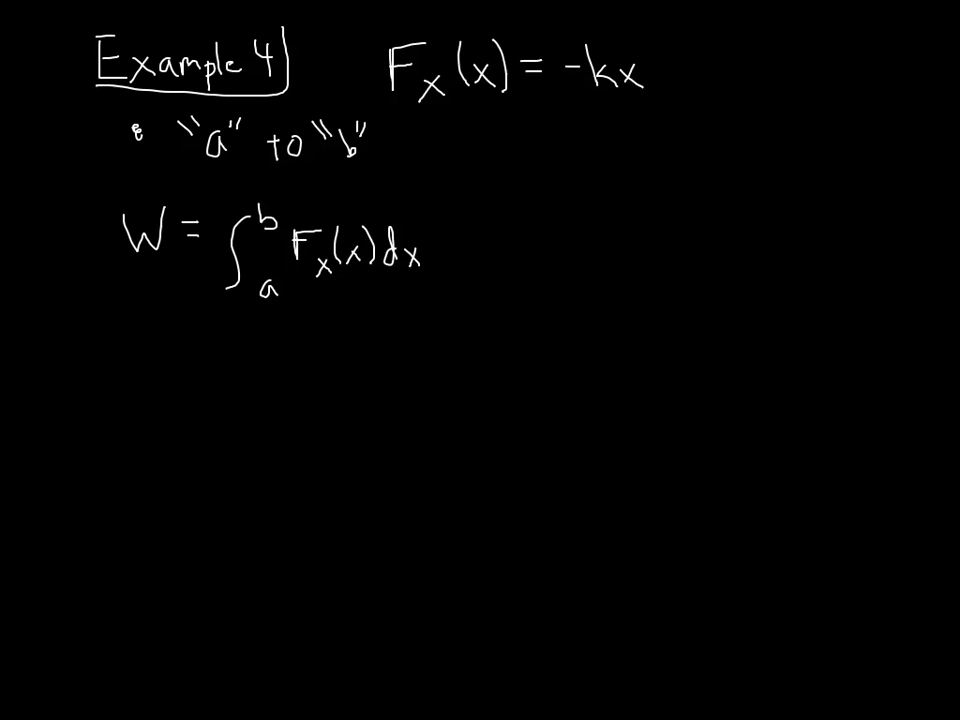 Example 4 F_x(x) = -kx
• "a" to "b"
W = ∫_a^b F_x(x) dx